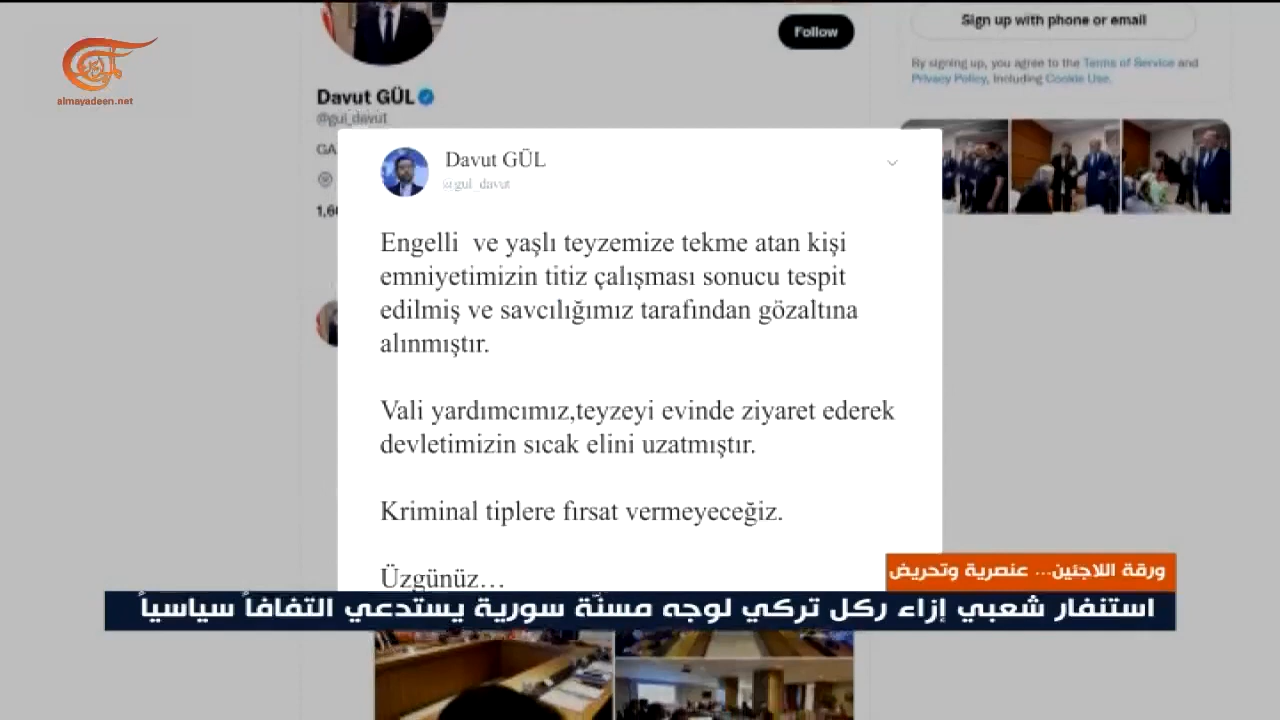 almayadeen.net
Follow
Sign up with phone or email
By signing up, you agree to the Terms of Service and
Privacy Policy, including Cookie Use.
Davut GÜL
@gul_davut
GA
1,6
Davut GÜL
@gul_davut
Engelli ve yaşlı teyzemize tekme atan kişi
emniyetimizin titiz çalışması sonucu tespit
edilmiş ve savcılığımız tarafından gözaltına
alınmıştır.
Vali yardımcımız,teyzeyi evinde ziyaret ederek
devletimizin sıcak elini uzatmıştır.
Kriminal tiplere fırsat vermeyeceğiz.
Üzgünüz…
ورقة اللاجئين... عنصرية وتحريض
استنفار شعبي إزاء ركل تركي لوجه مسنّة سورية يستدعي التفافاً سياسياً